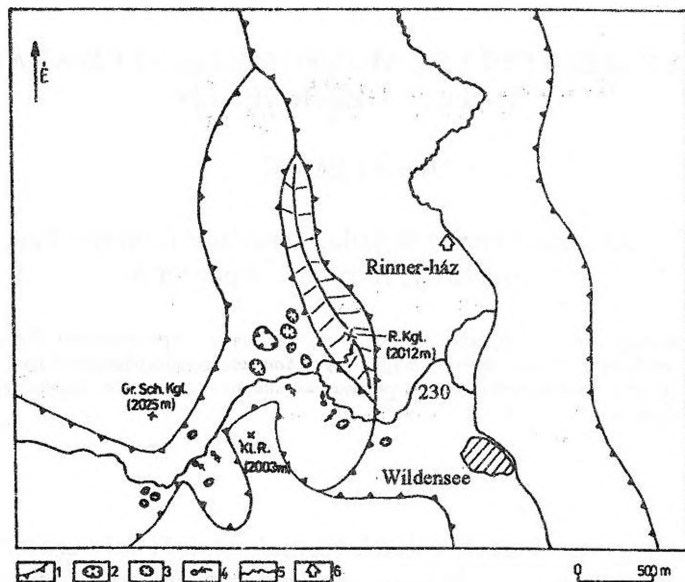 É
Rinner-ház
R. Kgl.
(2012m)
Gr. Sch. Kgl.
(2025m)
230
KL.R.
(2003m)
Wildensee
1 2 3 4 5 6 0 500 m